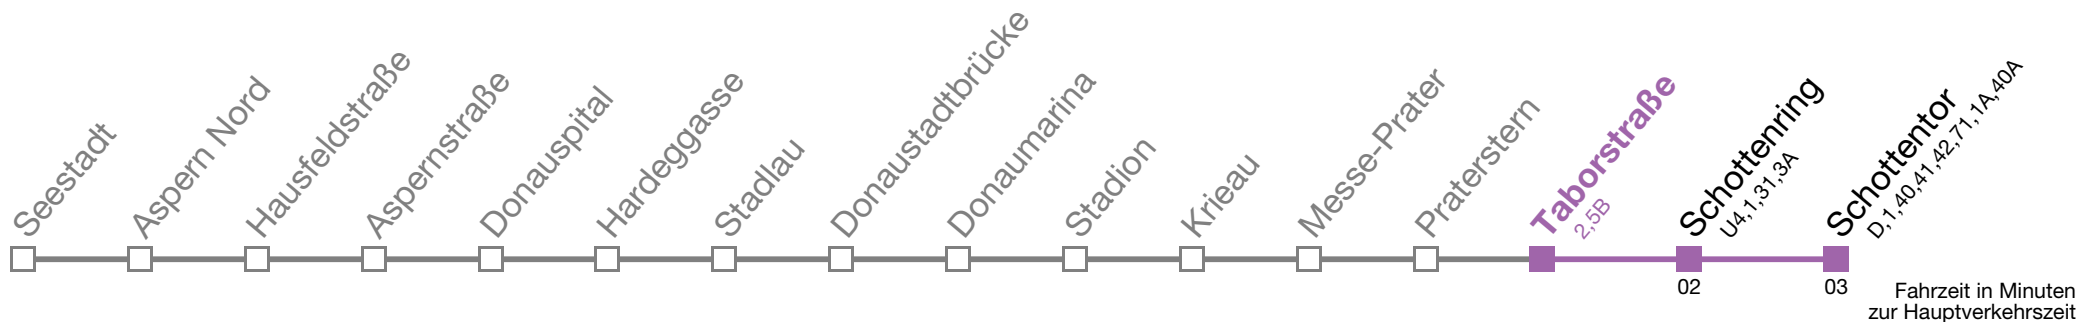 Seestadt
Aspern Nord
Hausfeldstraße
Aspernstraße
Donauspital
Hardeggasse
Stadlau
Donaustadtbrücke
Donaumarina
Stadion
Krieau
Messe-Prater
Praterstern
Taborstraße
2,5B
Schottenring
U4,1,31,3A
Schottentor
D,1,40,41,42,71,1A,40A
02
03
Fahrzeit in Minuten
zur Hauptverkehrszeit